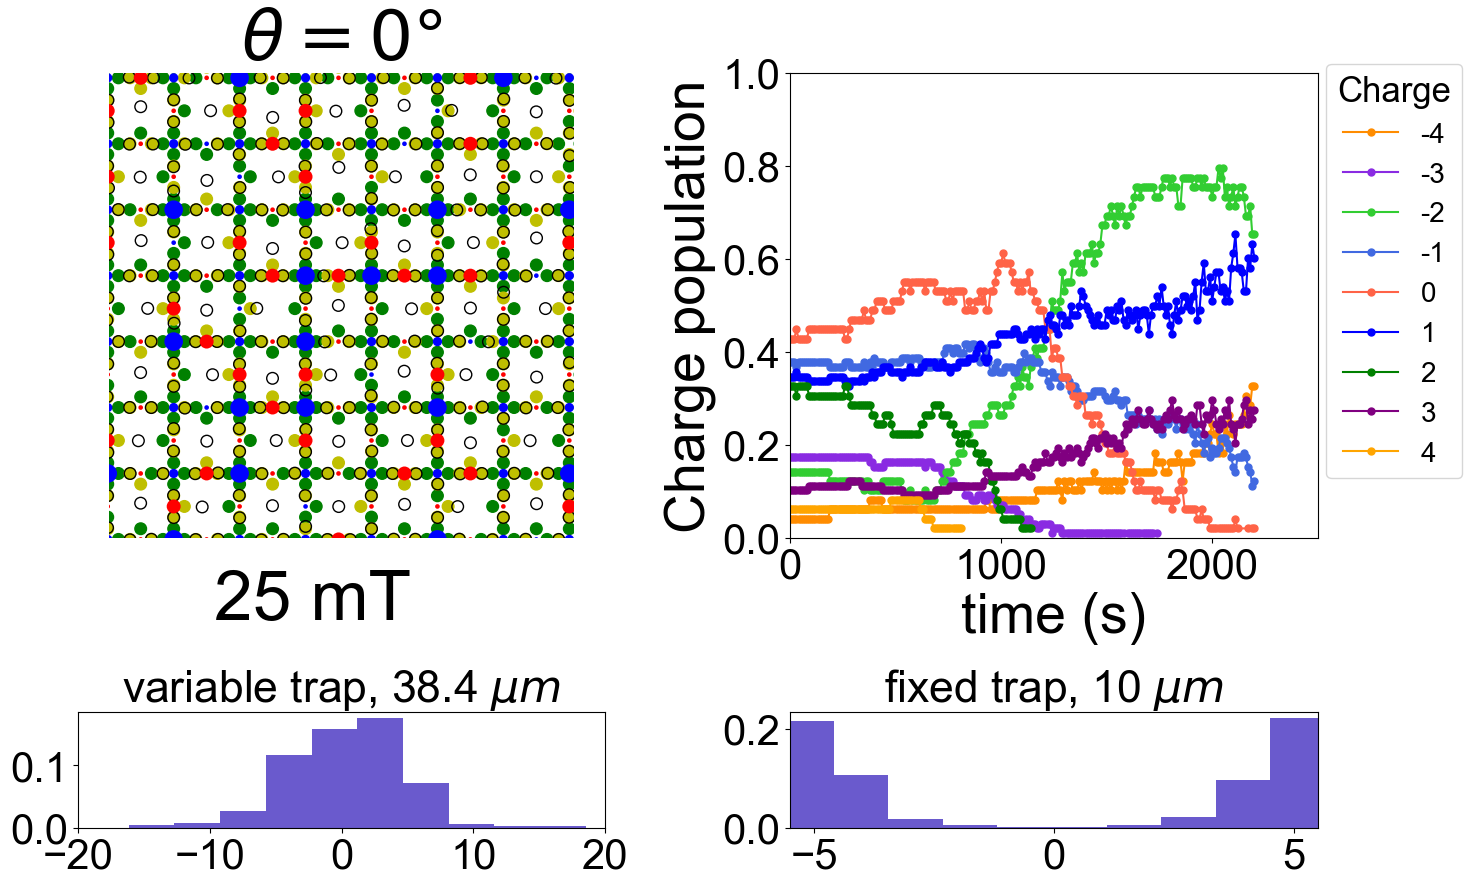 θ = 0°
25 mT
1.0
0.8
0.6
0.4
0.2
0.0
Charge population
0 1000 2000
time (s)
Charge
-4
-3
-2
-1
0
1
2
3
4
variable trap, 38.4 μm
0.1
0.0
−20 −10 0 10 20
fixed trap, 10 μm
0.2
0.0
−5 0 5